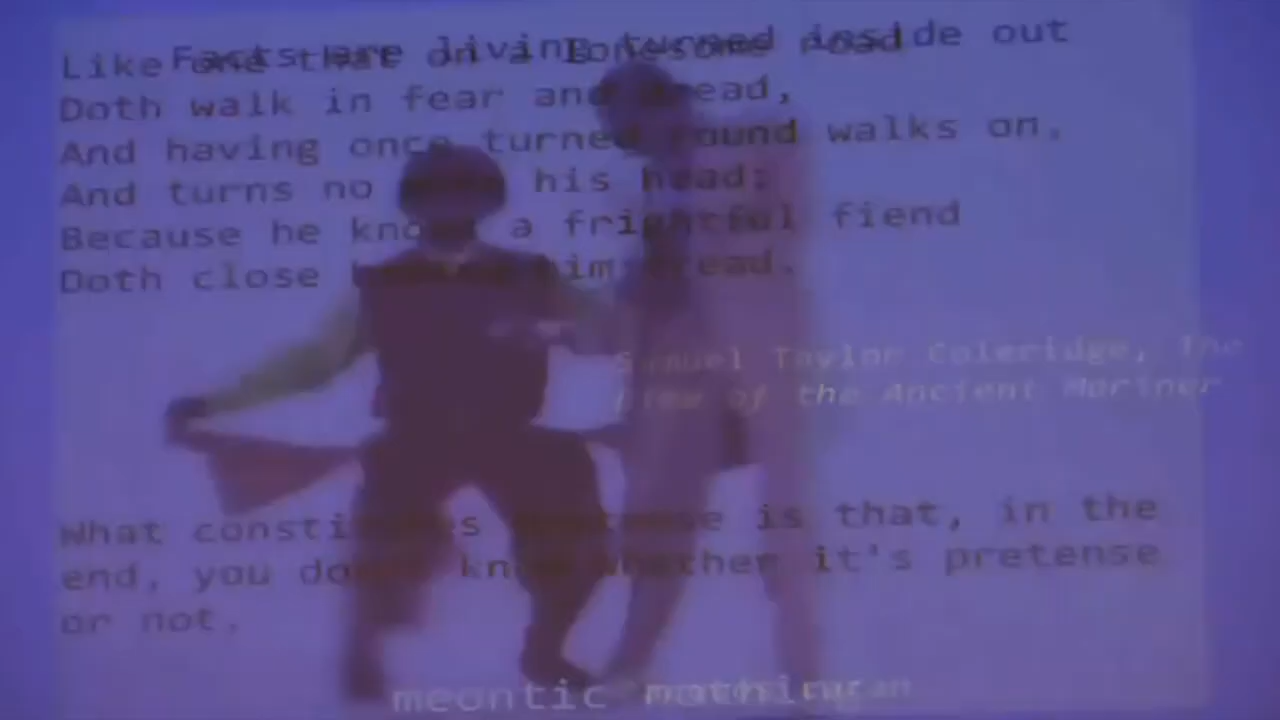 Facts are living turned inside out
Like one that on a Lonesome road
Doth walk in fear and dread,
And having once turned round walks on,
And turns no more his head;
Because he knows a frightful fiend
Doth close behind him tread.
Samuel Taylor Coleridge, The
Rime of the Ancient Mariner
What constitutes pretense is that, in the
end, you don't know whether it's pretense
or not.
meontic nothing